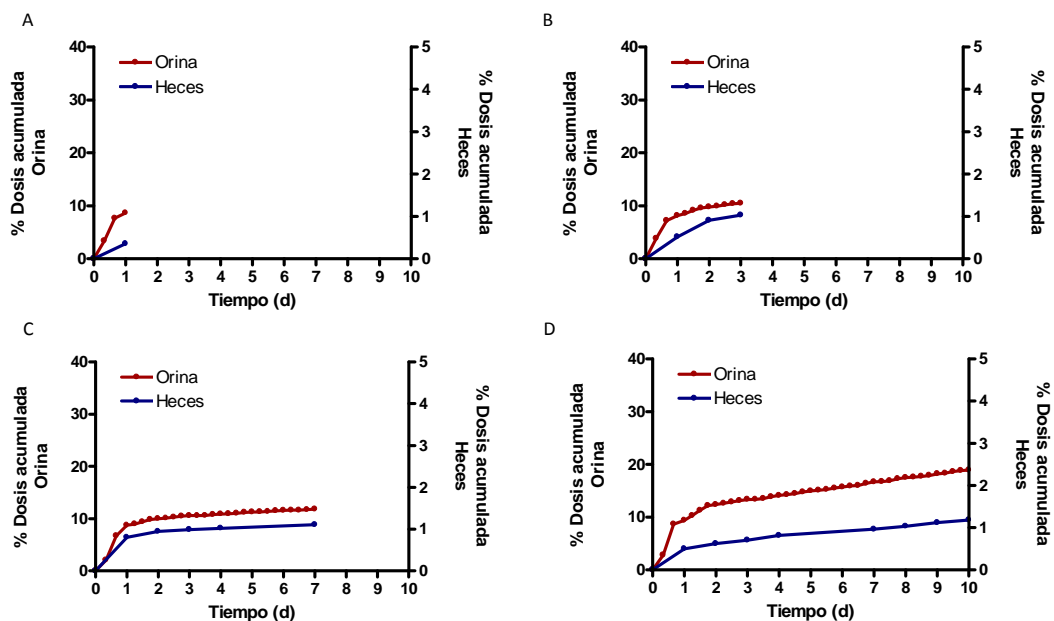 A
% Dosis acumulada
Orina
40
30
20
10
0
Orina
Heces
5
4
3
2
1
0
% Dosis acumulada
Heces
0 1 2 3 4 5 6 7 8 9 10
Tiempo (d)
B
% Dosis acumulada
Orina
40
30
20
10
0
Orina
Heces
5
4
3
2
1
0
% Dosis acumulada
Heces
0 1 2 3 4 5 6 7 8 9 10
Tiempo (d)
C
% Dosis acumulada
Orina
40
30
20
10
0
Orina
Heces
5
4
3
2
1
0
% Dosis acumulada
Heces
0 1 2 3 4 5 6 7 8 9 10
Tiempo (d)
D
% Dosis acumulada
Orina
40
30
20
10
0
Orina
Heces
5
4
3
2
1
0
% Dosis acumulada
Heces
0 1 2 3 4 5 6 7 8 9 10
Tiempo (d)